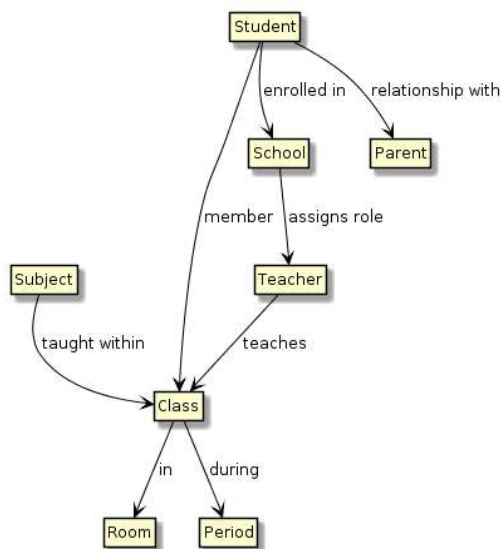 Student
enrolled in
relationship with
School
Parent
member
assigns role
Subject
Teacher
taught within
teaches
Class
in
during
Room
Period